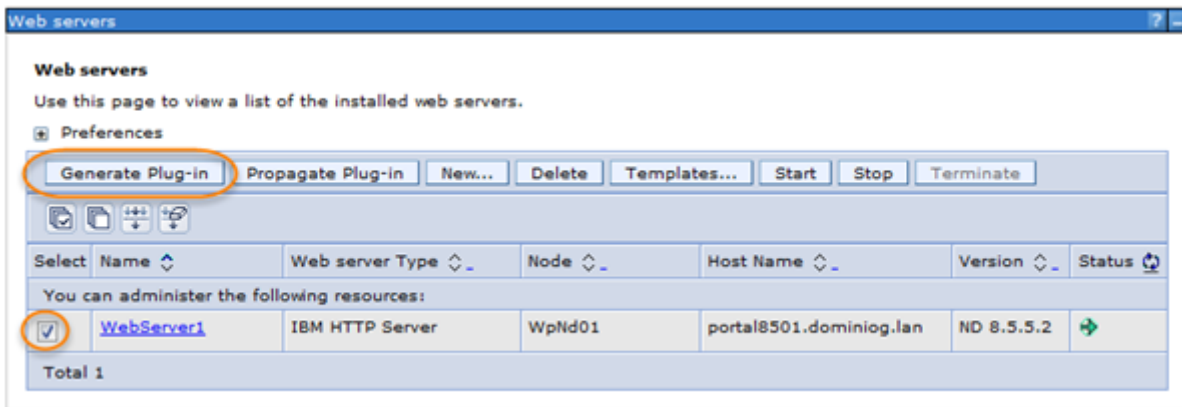 Web servers
Web servers
Use this page to view a list of the installed web servers.
Preferences
Generate Plug-in Propagate Plug-in New... Delete Templates... Start Stop Terminate
Select Name Web server Type Node Host Name Version Status
You can administer the following resources:
WebServer1 IBM HTTP Server WpNd01 portal8501.dominiog.lan ND 8.5.5.2
Total 1